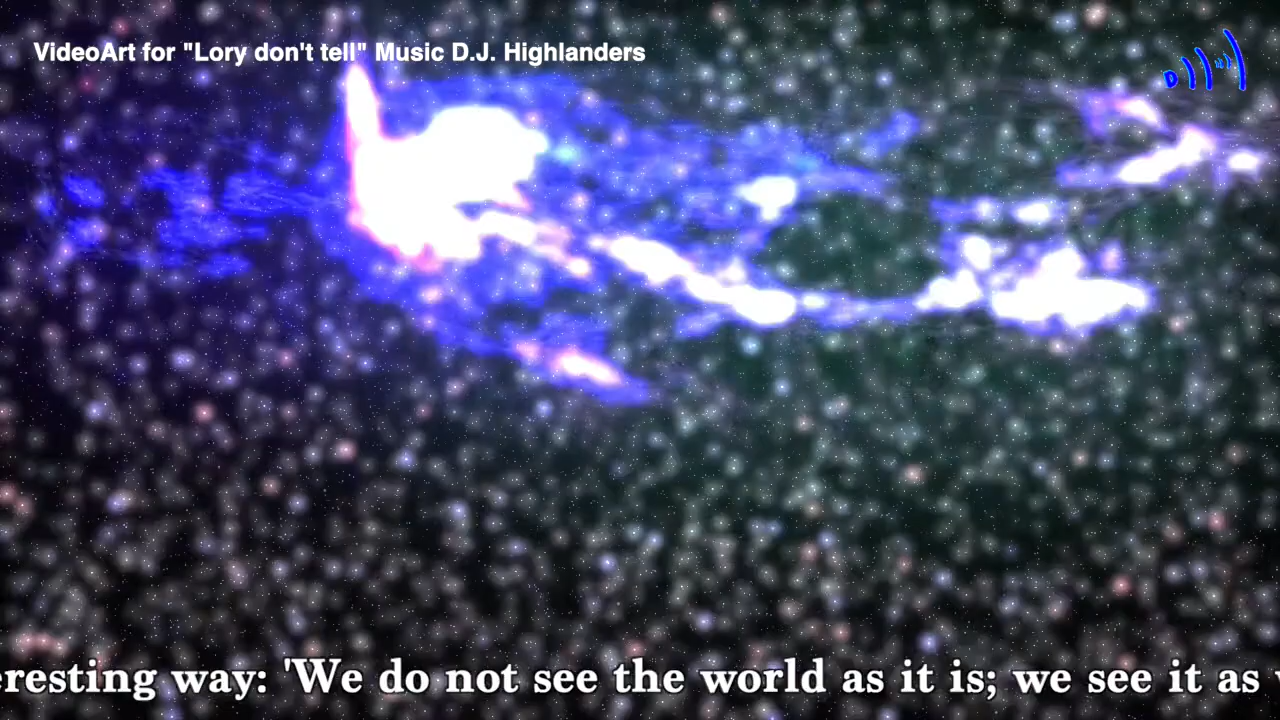 VideoArt for "Lory don't tell" Music D.J. Highlanders
eresting way: 'We do not see the world as it is; we see it as